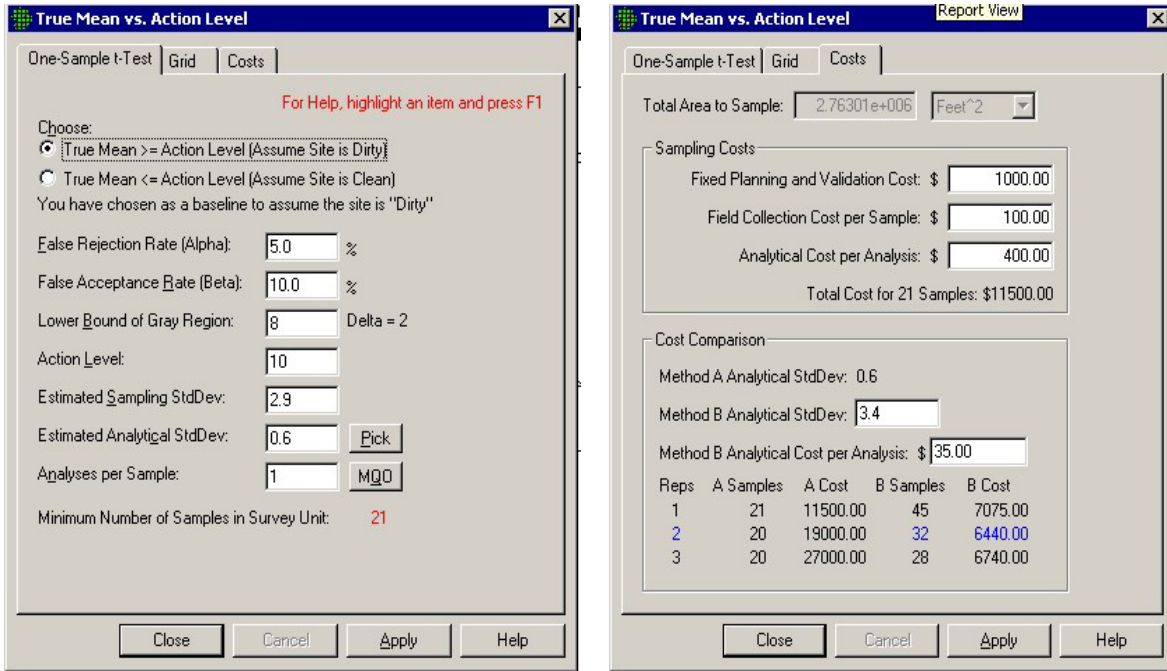 True Mean vs. Action Level
One-Sample t-Test Grid Costs
For Help, highlight an item and press F1
Choose:
True Mean >= Action Level (Assume Site is Dirty)
True Mean <= Action Level (Assume Site is Clean)
You have chosen as a baseline to assume the site is "Dirty"
False Rejection Rate (Alpha): 5.0 %
False Acceptance Rate (Beta): 10.0 %
Lower Bound of Gray Region: 8 Delta = 2
Action Level: 10
Estimated Sampling StdDev: 2.9
Estimated Analytical StdDev: 0.6 Pick
Analyses per Sample: 1 MQO
Minimum Number of Samples in Survey Unit: 21
Close Cancel Apply Help
True Mean vs. Action Level
Report View
One-Sample t-Test Grid Costs
Total Area to Sample: 2.76301e+006 Feet^2
Sampling Costs
Fixed Planning and Validation Cost: $ 1000.00
Field Collection Cost per Sample: $ 100.00
Analytical Cost per Analysis: $ 400.00
Total Cost for 21 Samples: $11500.00
Cost Comparison
Method A Analytical StdDev: 0.6
Method B Analytical StdDev: 3.4
Method B Analytical Cost per Analysis: $ 35.00
Reps A Samples A Cost B Samples B Cost
1 21 11500.00 45 7075.00
2 20 19000.00 32 6440.00
3 20 27000.00 28 6740.00
Close Cancel Apply Help